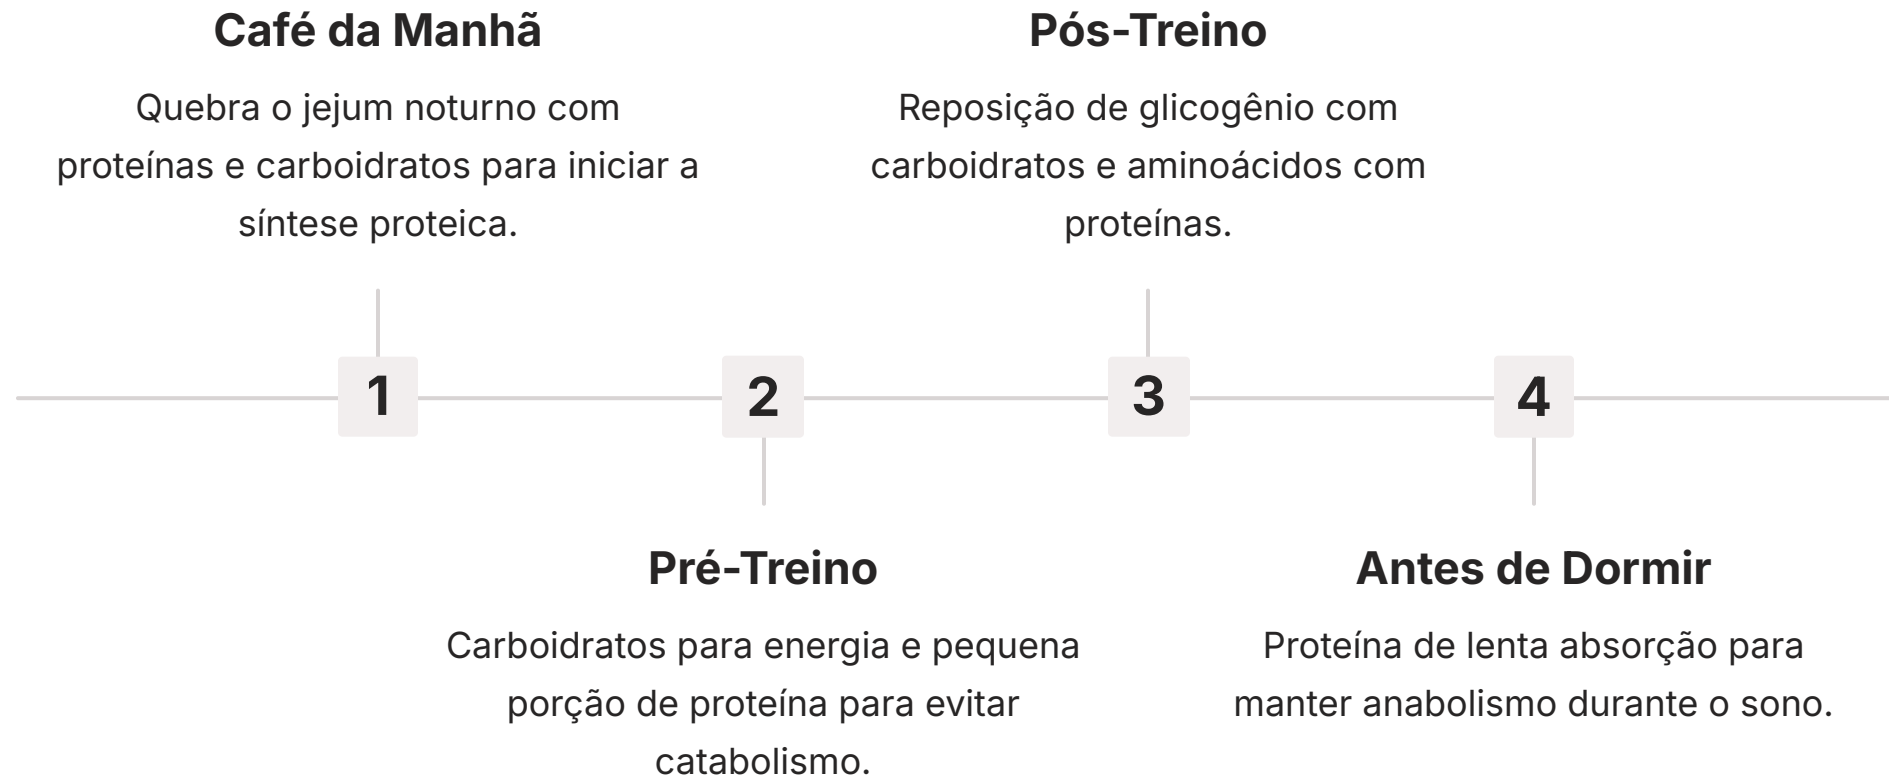 Café da Manhã
Quebra o jejum noturno com
proteínas e carboidratos para iniciar a
síntese proteica.
Pós-Treino
Reposição de glicogênio com
carboidratos e aminoácidos com
proteínas.
1
2
3
4
Pré-Treino
Carboidratos para energia e pequena
porção de proteína para evitar
catabolismo.
Antes de Dormir
Proteína de lenta absorção para
manter anabolismo durante o sono.